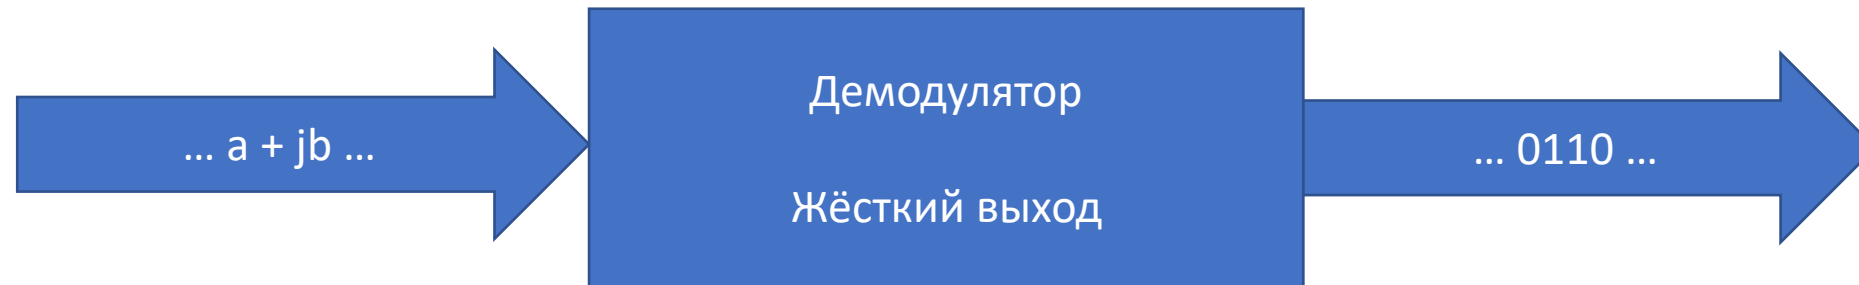 … a + jb …
Демодулятор
Жёсткий выход
… 0110 …